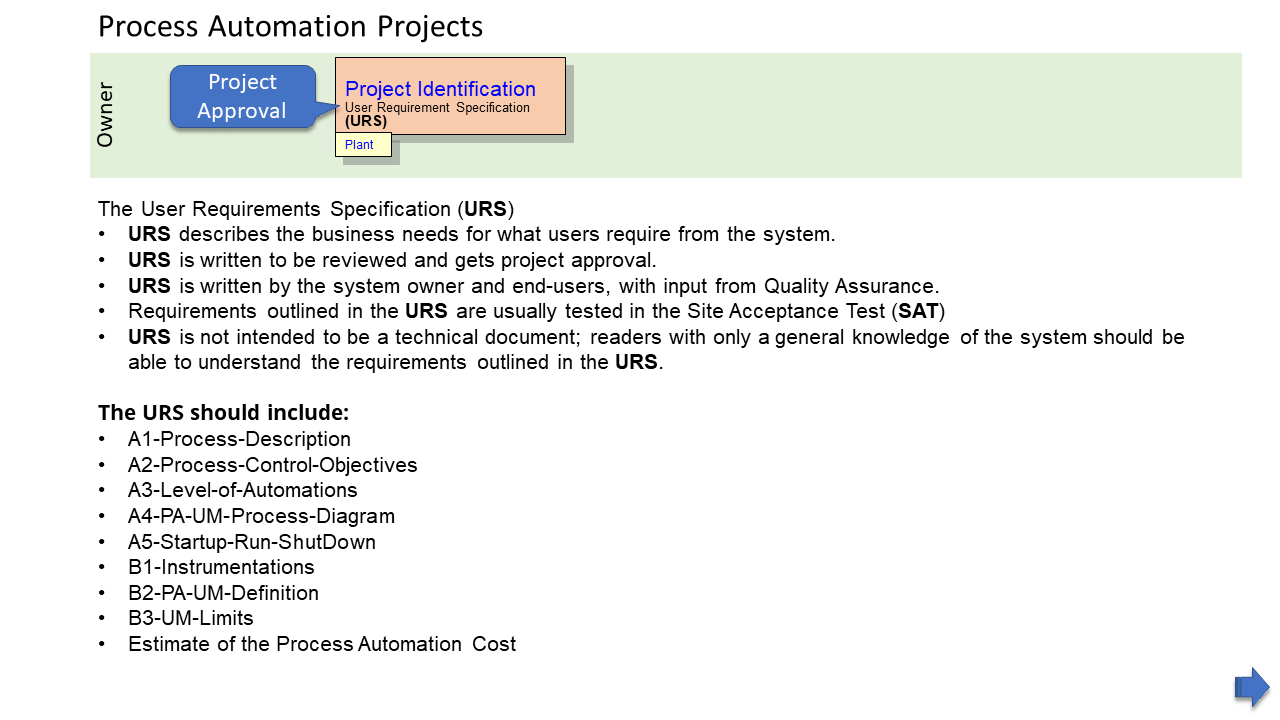 Process Automation Projects
Owner
Project
Approval
Project Identification
User Requirement Specification
(URS)
Plant
The User Requirements Specification (URS)
• URS describes the business needs for what users require from the system.
• URS is written to be reviewed and gets project approval.
• URS is written by the system owner and end-users, with input from Quality Assurance.
• Requirements outlined in the URS are usually tested in the Site Acceptance Test (SAT)
• URS is not intended to be a technical document; readers with only a general knowledge of the system should be
able to understand the requirements outlined in the URS.
The URS should include:
• A1-Process-Description
• A2-Process-Control-Objectives
• A3-Level-of-Automations
• A4-PA-UM-Process-Diagram
• A5-Startup-Run-ShutDown
• B1-Instrumentations
• B2-PA-UM-Definition
• B3-UM-Limits
• Estimate of the Process Automation Cost